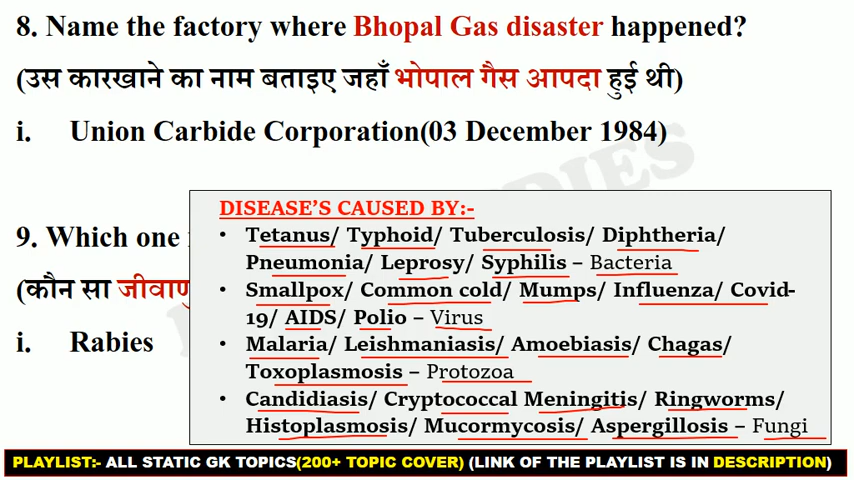 8. Name the factory where Bhopal Gas disaster happened?
(उस कारखाने का नाम बताइए जहाँ भोपाल गैस आपदा हुई थी)
i. Union Carbide Corporation(03 December 1984)
9. Which one
(कौन सा जीवाणु
i. Rabies
DISEASE'S CAUSED BY:-
• Tetanus/ Typhoid/ Tuberculosis/ Diphtheria/
Pneumonia/ Leprosy/ Syphilis – Bacteria
• Smallpox/ Common cold/ Mumps/ Influenza/ Covid-
19/ AIDS/ Polio – Virus
• Malaria/ Leishmaniasis/ Amoebiasis/ Chagas/
Toxoplasmosis – Protozoa
• Candidiasis/ Cryptococcal Meningitis/ Ringworms/
Histoplasmosis/ Mucormycosis/ Aspergillosis – Fungi
PLAYLIST:- ALL STATIC GK TOPICS(200+ TOPIC COVER) (LINK OF THE PLAYLIST IS IN DESCRIPTION)